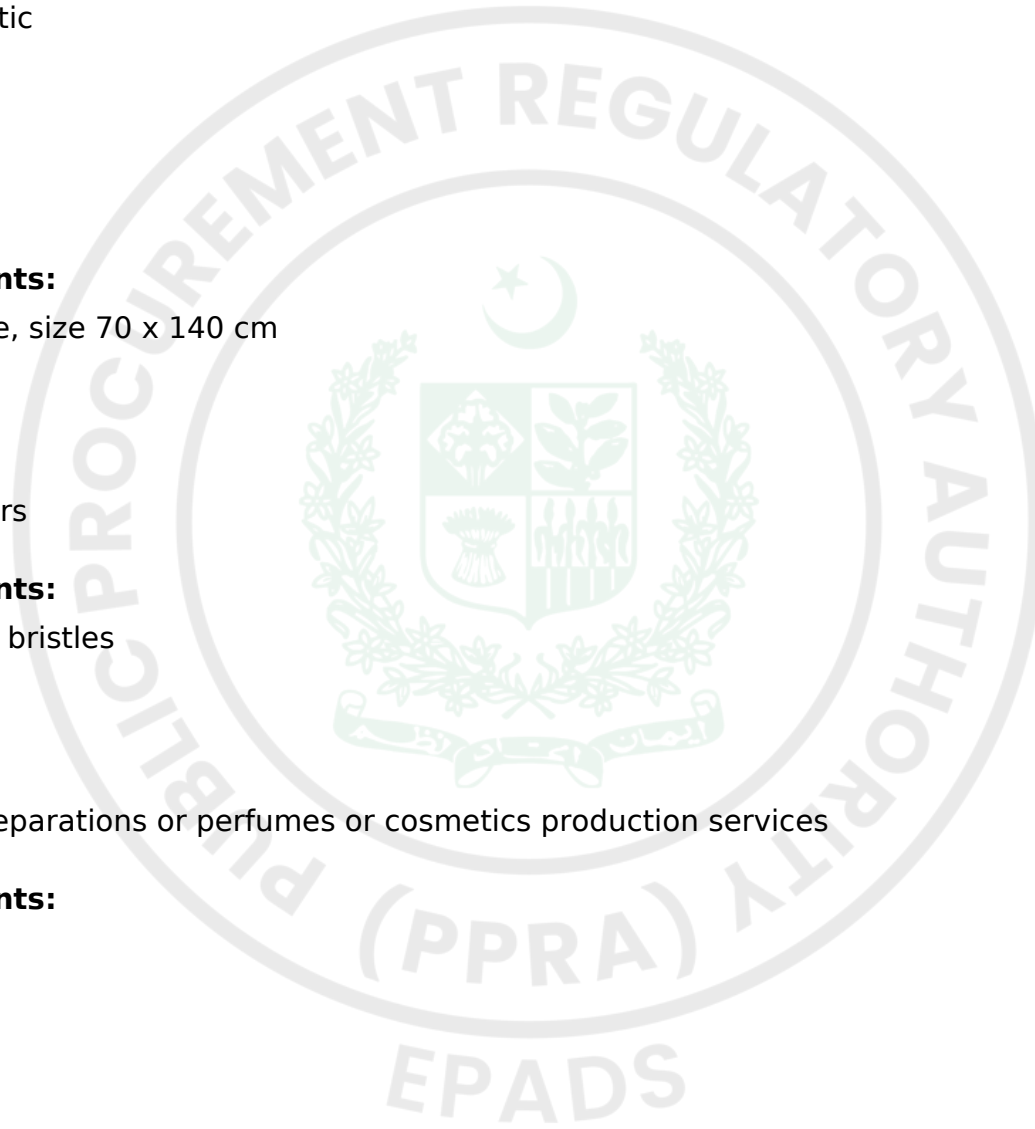 tic
nts:
e, size 70 x 140 cm
rs
nts:
bristles
eparations or perfumes or cosmetics production services
nts:
PUBLIC PROCUREMENT REGULATORY AUTHORITY
(PPRA)
EPADS